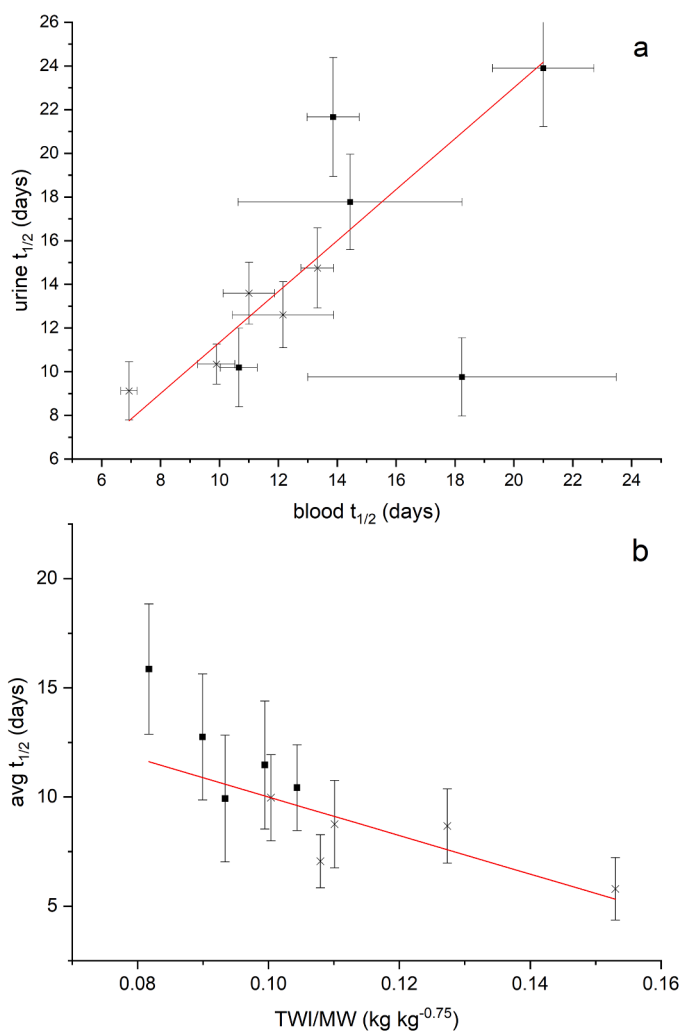 a
26
24
22
20
18
16
14
12
10
8
6
urine t1/2 (days)
6 8 10 12 14 16 18 20 22 24
blood t1/2 (days)
b
20
15
10
5
avg t1/2 (days)
0.08 0.10 0.12 0.14 0.16
TWI/MW (kg kg-0.75)